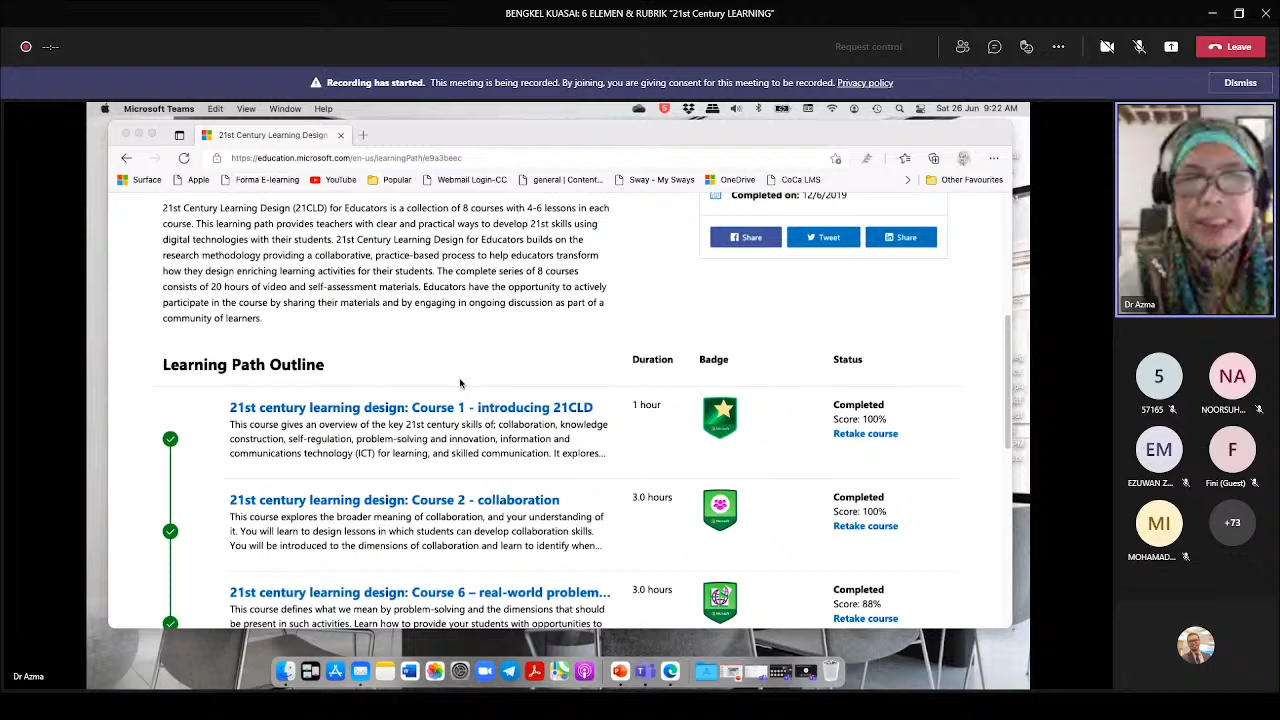 BENGKEL KUASAI: 6 ELEMEN & RUBRIK "21st Century LEARNING"
--:--
Request control
Leave
Recording has started. This meeting is being recorded. By joining, you are giving consent for this meeting to be recorded. Privacy policy
Dismiss
Microsoft Teams Edit View Window Help
Sat 26 Jun 9:22 AM
21st Century Learning Design
https://education.microsoft.com/en-us/learningPath/e9a3beec
Surface Apple Forma E-learning YouTube Popular Webmail Login-CC general | Content... Sway - My Sways OneDrive CoCa LMS Other Favourites
21st Century Learning Design (21CLD) for Educators is a collection of 8 courses with 4-6 lessons in each
course. This learning path provides teachers with clear and practical ways to develop 21st skills using
digital technologies with their students. 21st Century Learning Design for Educators builds on the
research methodology providing a collaborative, practice-based process to help educators transform
how they design enriching learning activities for their students. The complete series of 8 courses
consists of 20 hours of video and self-assessment materials. Educators have the opportunity to actively
participate in the course by sharing their materials and by engaging in ongoing discussion as part of a
community of learners.
Completed on: 12/6/2019
Share Tweet Share
Learning Path Outline
Duration Badge Status
21st century learning design: Course 1 - introducing 21CLD
This course gives an overview of the key 21st century skills of; collaboration, knowledge
construction, self-regulation, problem-solving and innovation, information and
communications technology (ICT) for learning, and skilled communication. It explores...
1 hour
Completed
Score: 100%
Retake course
21st century learning design: Course 2 - collaboration
This course explores the broader meaning of collaboration, and your understanding of
it. You will learn to design lessons in which students can develop collaboration skills.
You will be introduced to the dimensions of collaboration and learn to identify when...
3.0 hours
Completed
Score: 100%
Retake course
21st century learning design: Course 6 – real-world problem...
This course defines what we mean by problem-solving and the dimensions that should
be present in such activities. Learn how to provide your students with opportunities to
3.0 hours
Completed
Score: 88%
Retake course
Dr Azma
Dr Azma
5
57165
NA
NOORSUH...
EM
EZUWAN Z...
F
Fini (Guest)
MI
MOHAMAD...
+73